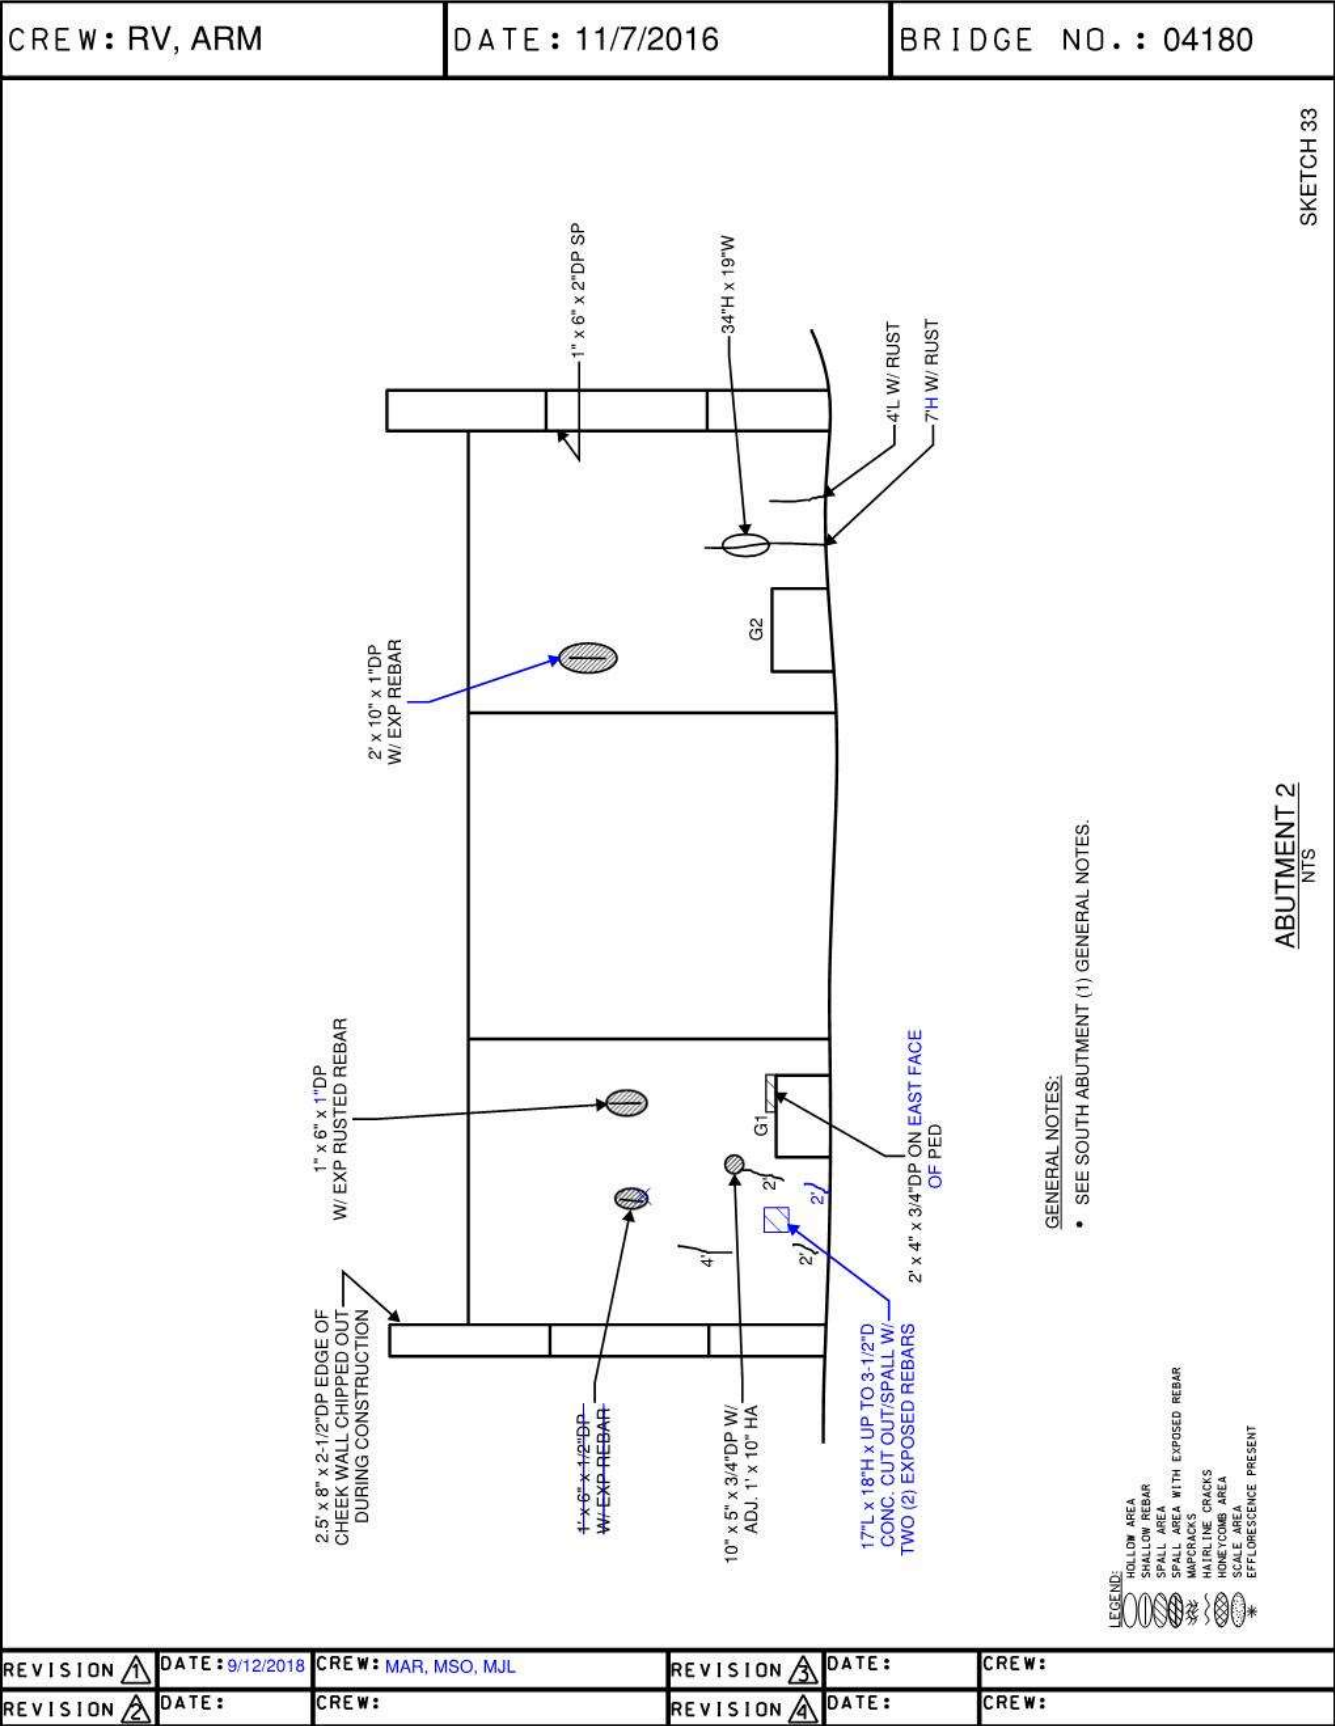 CREW: RV, ARM
DATE: 11/7/2016
BRIDGE NO.: 04180
2.5' x 8" x 2-1/2"DP EDGE OF
CHEEK WALL CHIPPED OUT
DURING CONSTRUCTION
1" x 6" x 1"DP
W/ EXP RUSTED REBAR
2' x 10" x 1"DP
W/ EXP REBAR
1" x 6" x 2"DP SP
34"H x 19"W
4'L W/ RUST
7'H W/ RUST
1' x 6" x 1/2"DP
W/ EXP REBAR
10" x 5" x 3/4"DP W/
ADJ. 1' x 10" HA
17"L x 18"H x UP TO 3-1/2"D
CONC. CUT OUT/SPALL W/
TWO (2) EXPOSED REBARS
4'
2'
2'
2'
G1
G2
2' x 4" x 3/4"DP ON EAST FACE
OF PED
GENERAL NOTES:
• SEE SOUTH ABUTMENT (1) GENERAL NOTES.
LEGEND:
HOLLOW AREA
SHALLOW REBAR
SPALL AREA
SPALL AREA WITH EXPOSED REBAR
MAPCRACKS
HAIRLINE CRACKS
HONEYCOMB AREA
SCALE AREA
EFFLORESCENCE PRESENT
ABUTMENT 2
NTS
SKETCH 33
REVISION 1 DATE: 9/12/2018 CREW: MAR, MSO, MJL REVISION 3 DATE: CREW:
REVISION 2 DATE: CREW: REVISION 4 DATE: CREW: